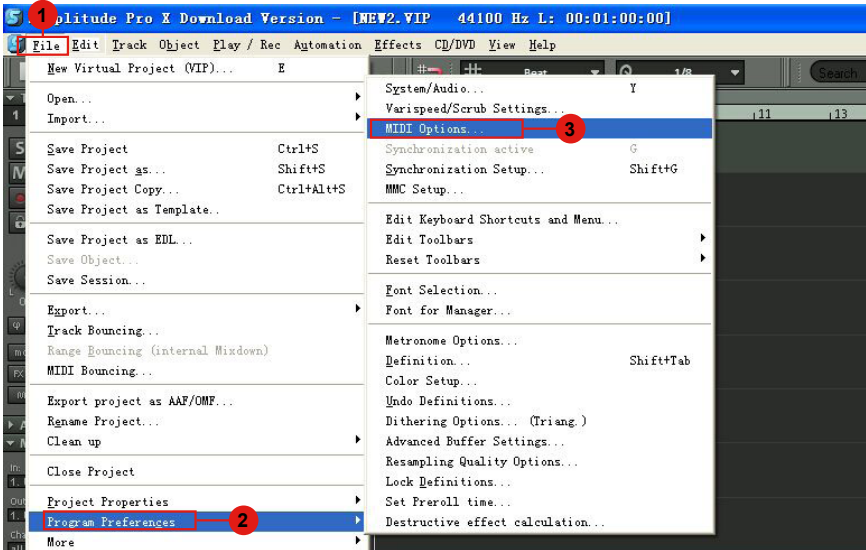 plitude Pro X Download Version - [NEW2.VIP 44100 Hz L: 00:01:00:00]
1
File Edit Track Object Play / Rec Automation Effects CD/DVD View Help
New Virtual Project (VIP)... E
Open...
Import...
Save Project Ctrl+S
Save Project as... Shift+S
Save Project Copy... Ctrl+Alt+S
Save Project as Template..
Save Project as EDL...
Save Object...
Save Session...
Export...
Track Bouncing...
Range Bouncing (internal Mixdown)
MIDI Bouncing...
Export project as AAF/OMF...
Rename Project...
Clean up
Close Project
Project Properties
Program Preferences
2
More
Beat 1/8 Search
System/Audio... Y
Varispeed/Scrub Settings...
MIDI Options...
3
Synchronization active G
Synchronization Setup... Shift+G
MMC Setup...
Edit Keyboard Shortcuts and Menu...
Edit Toolbars
Reset Toolbars
Font Selection...
Font for Manager...
Metronome Options...
Definition... Shift+Tab
Color Setup...
Undo Definitions...
Dithering Options... (Triang.)
Advanced Buffer Settings...
Resampling Quality Options...
Lock Definitions...
Set Preroll time...
Destructive effect calculation...
11 13
1
S
M
In:
1.
Out
1.
Cha
all